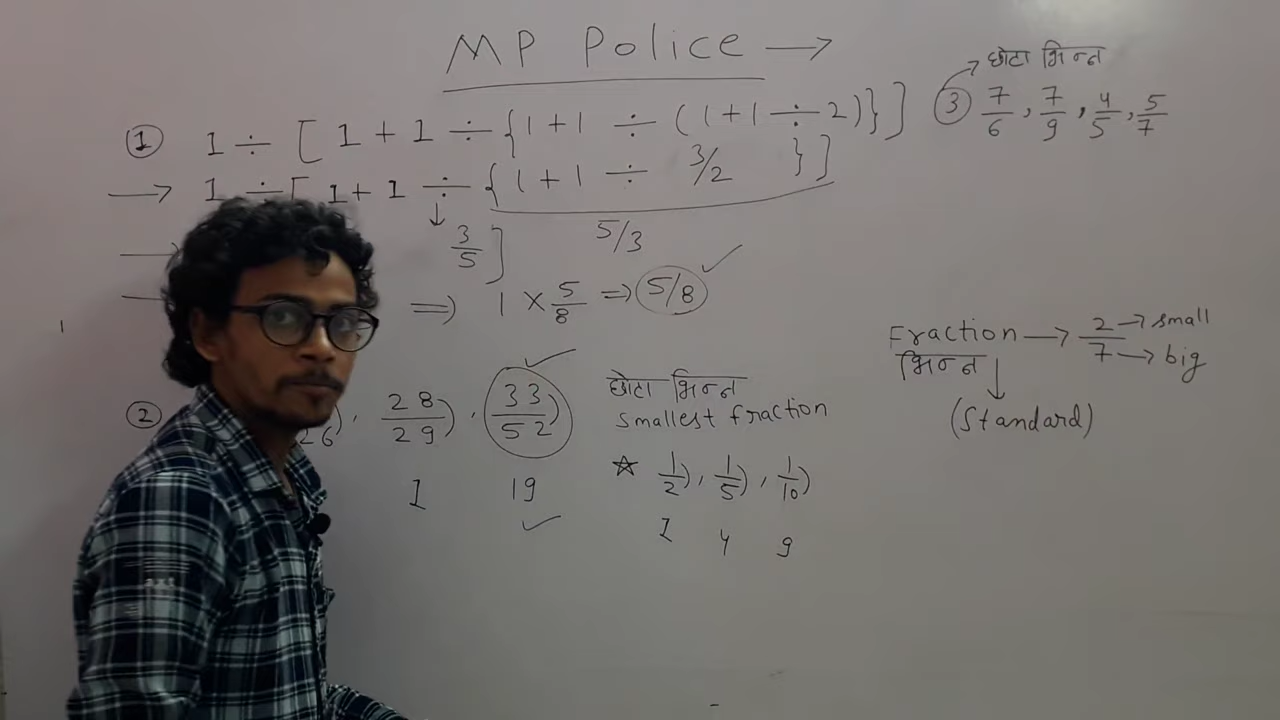 MP Police →
① 1 ÷ [ 1 + 1 ÷ { 1 + 1 ÷ (1 + 1 ÷ 2) } ]
→ 1 ÷ [ 1 + 1 ÷ { 1 + 1 ÷ 3/2 } ]
↓ 3/5 ] 5/3
→
→ ⇒ 1 × 5/8 ⇒ 5/8 ✓
② 26), 28/29), 33/52) ✓
1 19 ✓
छोटा भिन्न
smallest fraction
☆ 1/2), 1/5), 1/10)
1 4 9
छोटा भिन्न
③ 7/6, 7/9, 4/5, 5/7
Fraction → 2/7
2 → small
7 → big
भिन्न ↓
(Standard)